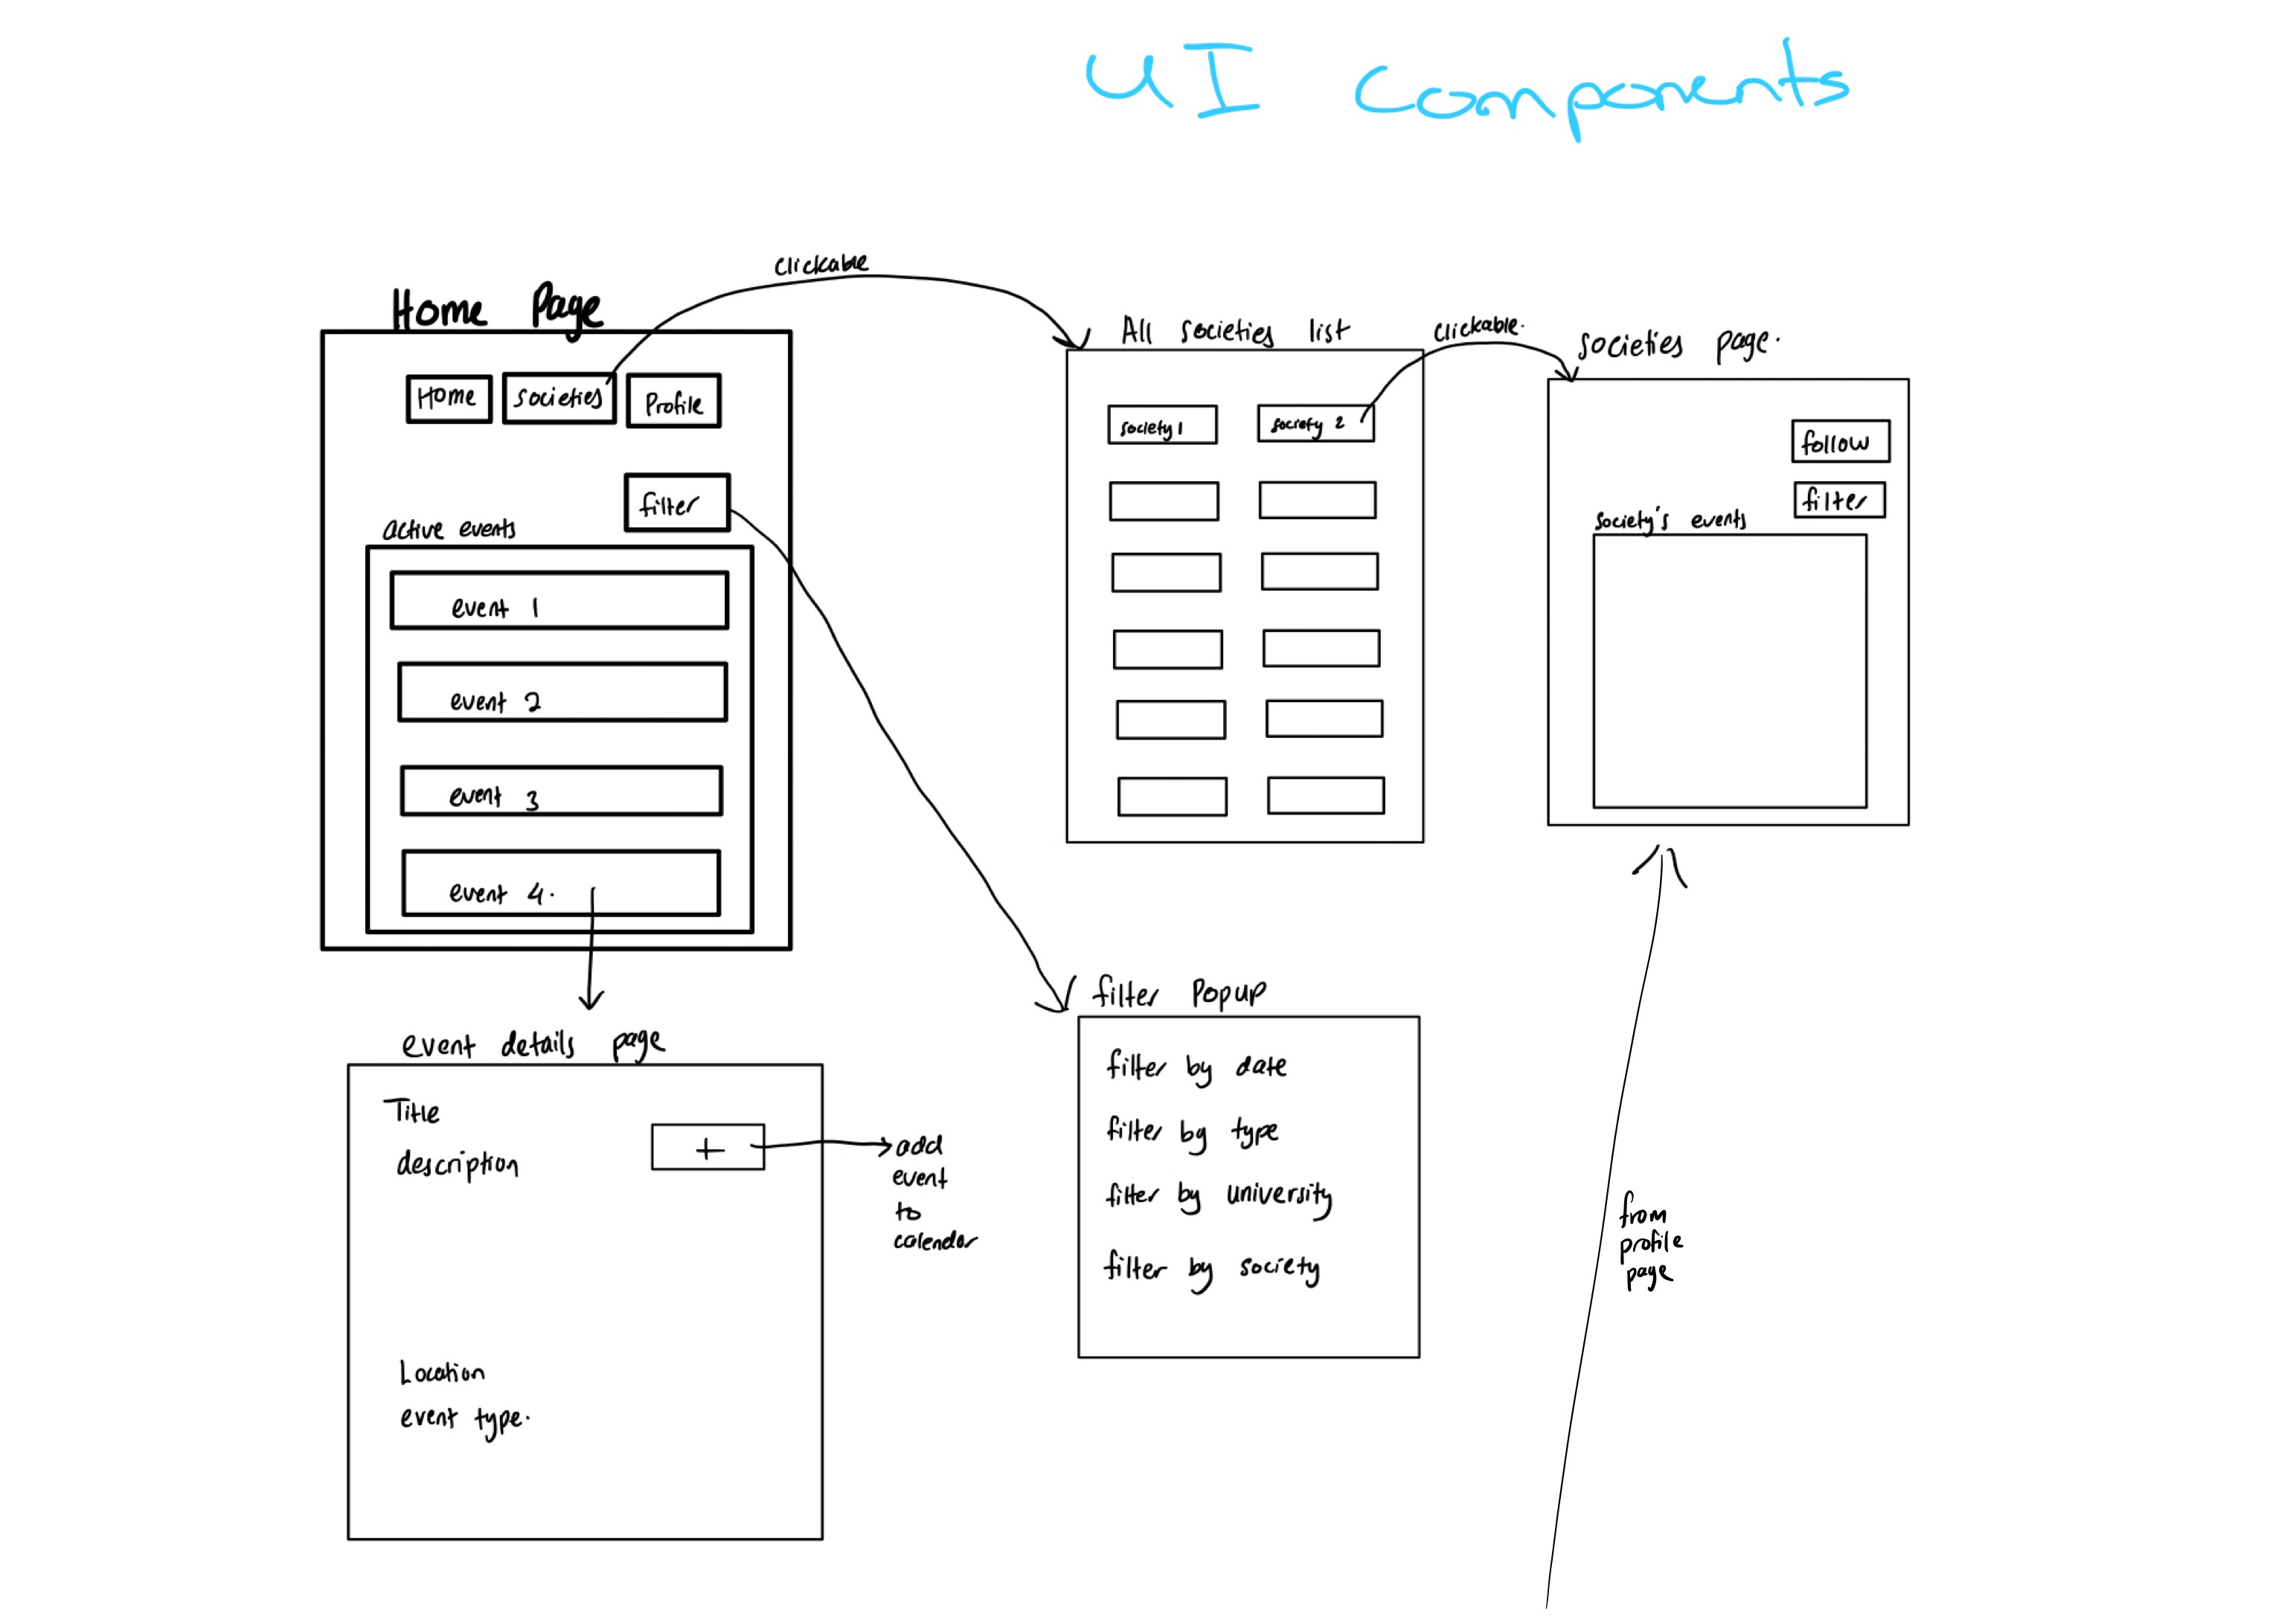 UI Components
Home Page
Home
societies
Profile
filter
active events
event 1
event 2
event 3
event 4.
clickable
All societies list
society 1
society 2
clickable.
societies page.
follow
filter
society's events
event details page
Title
description
+
add
event
to
calendar
Location
event type.
filter Popup
filter by date
filter by type
filter by university
filter by society
from
profile
page